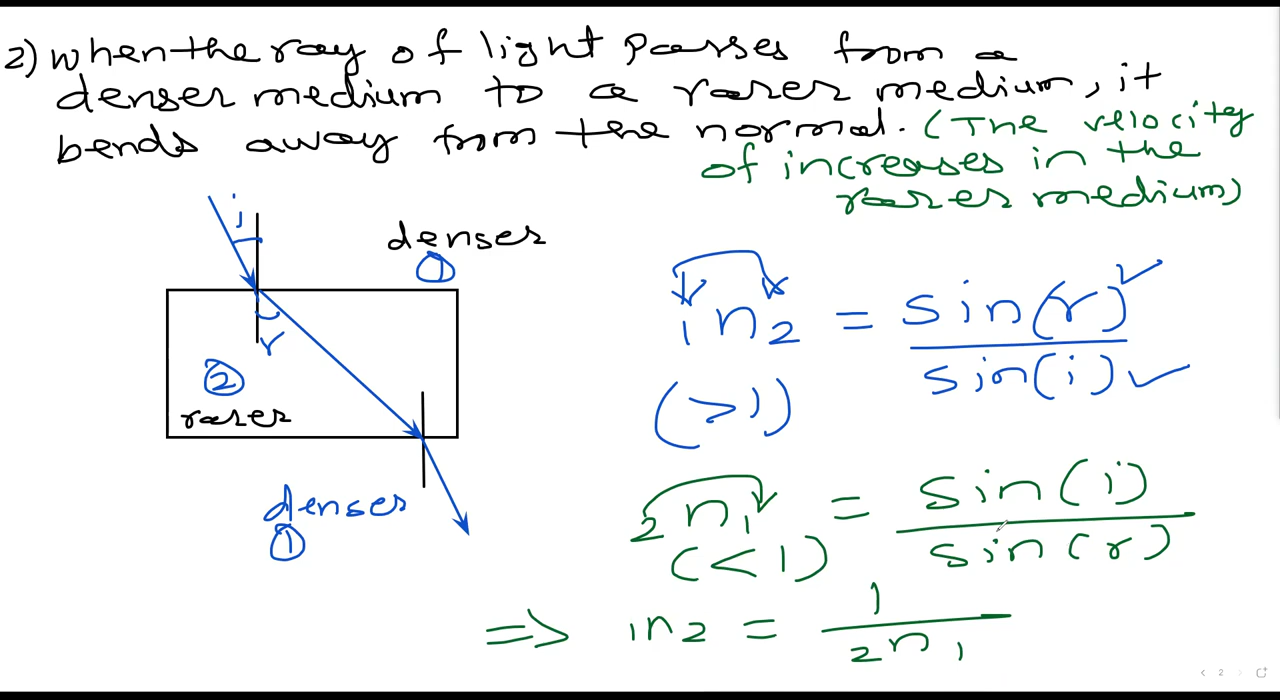 2) when the ray of light passes from a
denser medium to a rarer medium, it
bends away from the normal. (The velocity
of increases in the
rarer medium)
i
denser
①
r
②
rarer
denser
①
₁n₂ = sin(r) / sin(i)
(>1)
₂n₁ = sin(i) / sin(r)
(<1)
=> ₁n₂ = 1 / ₂n₁
2